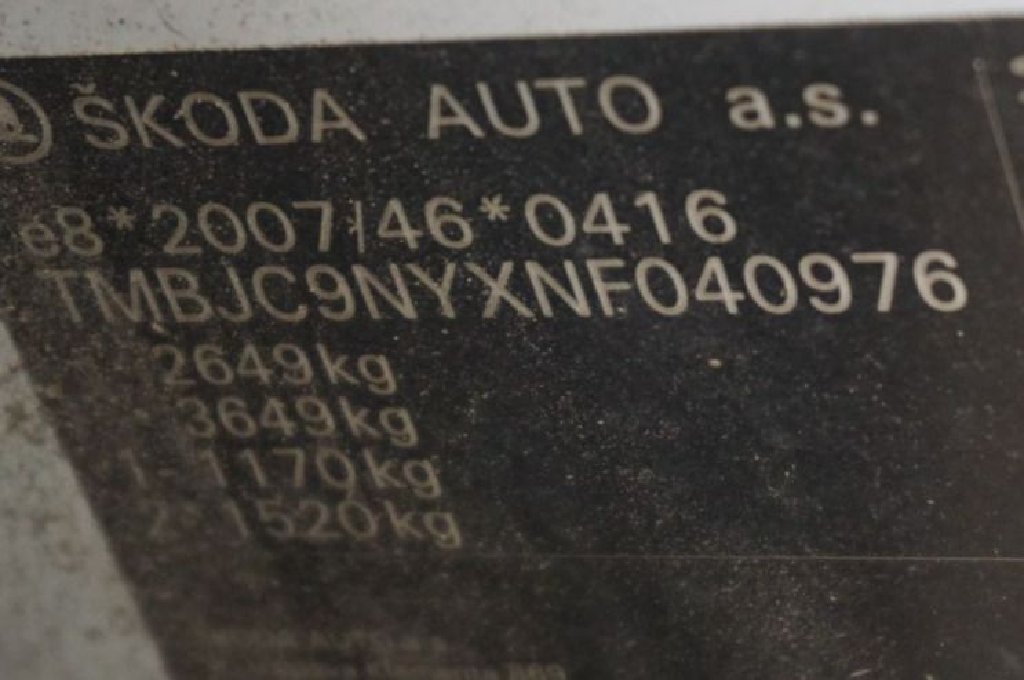 ŠKODA AUTO a.s.
e8*2007/46*0416
TMBJC9NYXNF040976
2649kg
3649kg
1- 1170kg
2- 1520kg